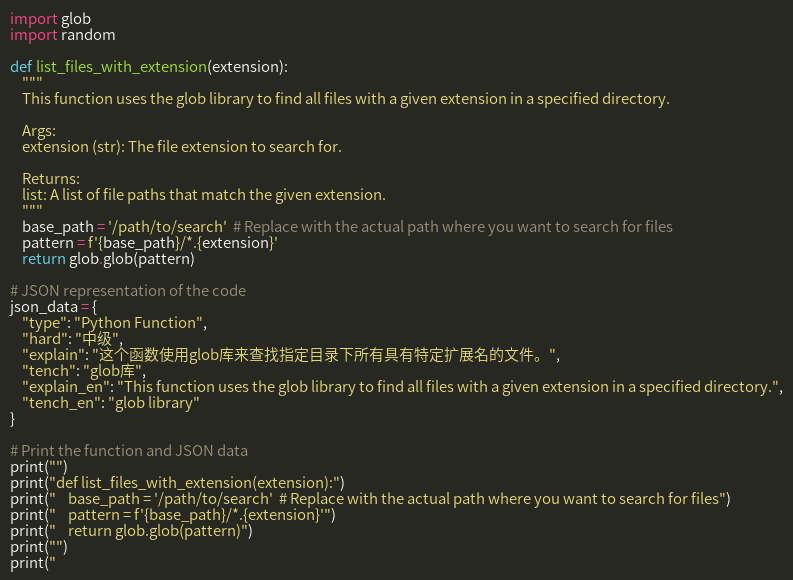 import glob
import random

def list_files_with_extension(extension):
    """
    This function uses the glob library to find all files with a given extension in a specified directory.

    Args:
    extension (str): The file extension to search for.

    Returns:
    list: A list of file paths that match the given extension.
    """
    base_path = '/path/to/search'  # Replace with the actual path where you want to search for files
    pattern = f'{base_path}/*.{extension}'
    return glob.glob(pattern)

# JSON representation of the code
json_data = {
    "type": "Python Function",
    "hard": "中级",
    "explain": "这个函数使用glob库来查找指定目录下所有具有特定扩展名的文件。",
    "tench": "glob库",
    "explain_en": "This function uses the glob library to find all files with a given extension in a specified directory.",
    "tench_en": "glob library"
}

# Print the function and JSON data
print("")
print("def list_files_with_extension(extension):")
print("    base_path = '/path/to/search'  # Replace with the actual path where you want to search for files")
print("    pattern = f'{base_path}/*.{extension}'")
print("    return glob.glob(pattern)")
print("")
print("